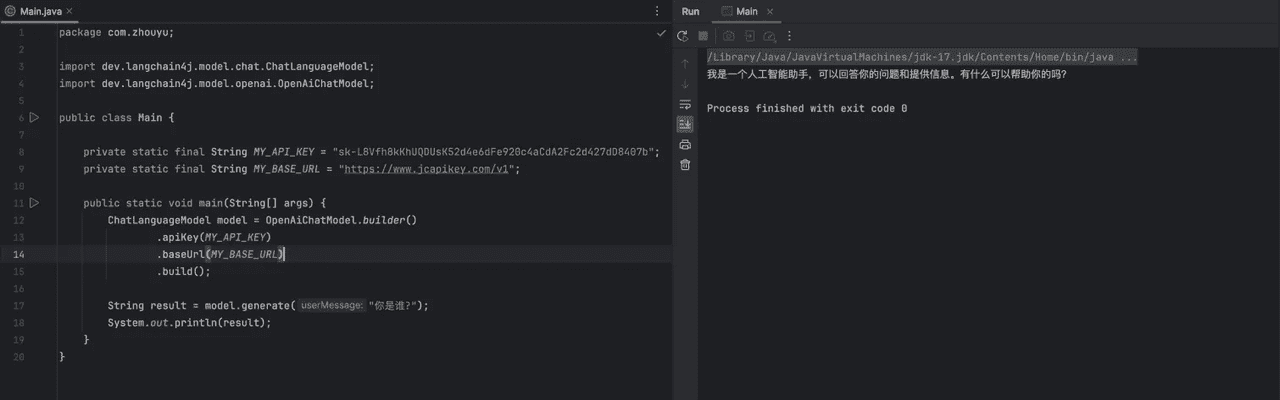 Main.java
1 package com.zhouyu;
2
3 import dev.langchain4j.model.chat.ChatLanguageModel;
4 import dev.langchain4j.model.openai.OpenAiChatModel;
5
6 public class Main {
7
8 private static final String MY_API_KEY = "";
9 private static final String MY_BASE_URL = "https://www.jcapikey.com/v1";
10
11 public static void main(String[] args) {
12 ChatLanguageModel model = OpenAiChatModel.builder()
13 .apiKey(MY_API_KEY)
14 .baseUrl(MY_BASE_URL)
15 .build();
16
17 String result = model.generate( userMessage: "你是谁?");
18 System.out.println(result);
19 }
20 }
Run Main
/Library/Java/JavaVirtualMachines/jdk-17.jdk/Contents/Home/bin/java ...
我是一个人工智能助手，可以回答你的问题和提供信息。有什么可以帮助你的吗？
Process finished with exit code 0